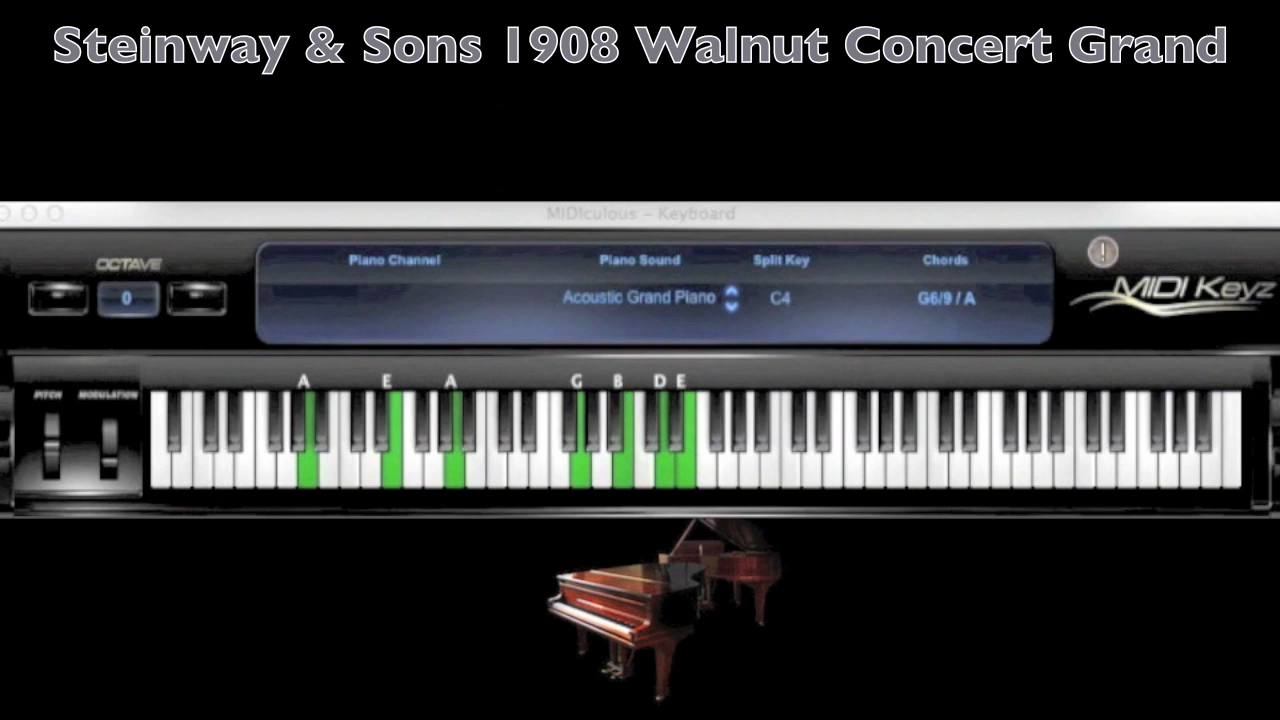 Steinway & Sons 1908 Walnut Concert Grand
MIDIculous – Keyboard
OCTAVE
Piano Channel Piano Sound Split Key Chords
0 Acoustic Grand Piano C4 G6/9 / A
MIDI Keyz
A E A G B D E
PITCH MODULATION